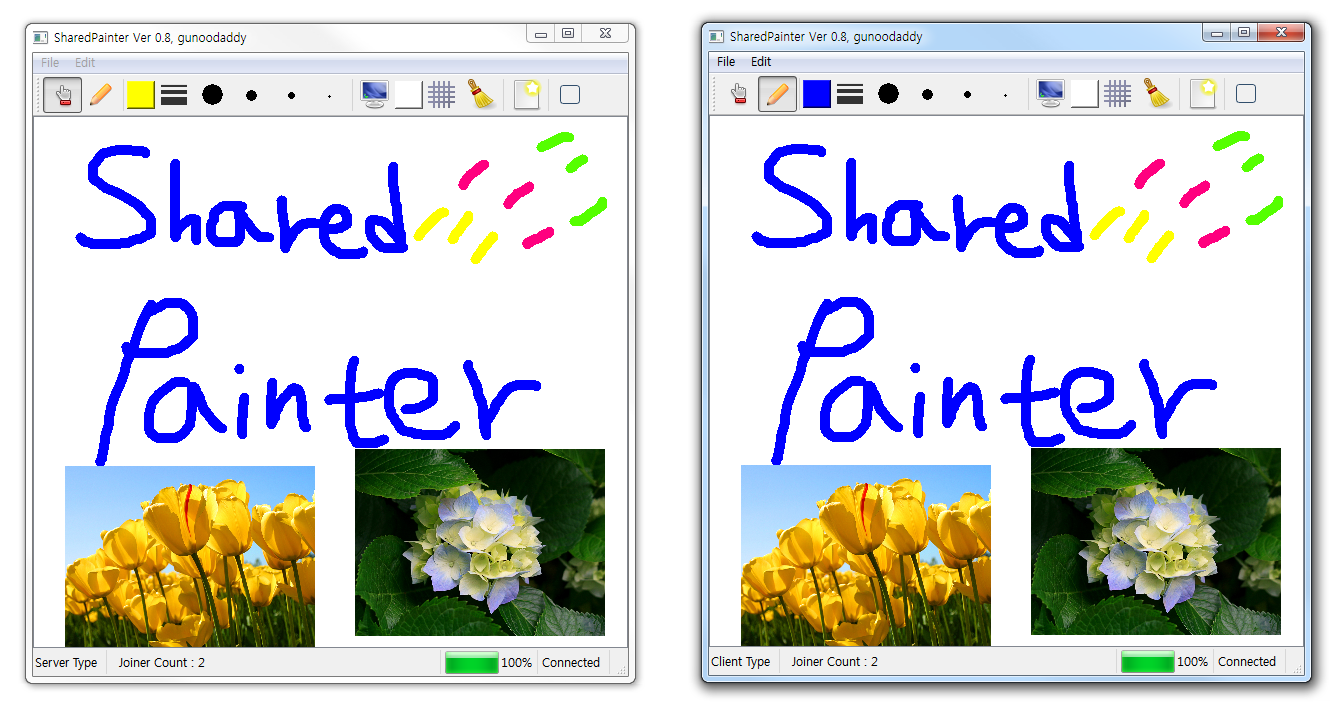 SharedPainter Ver 0.8, gunoodaddy
File Edit
Shared
Painter
Server Type Joiner Count : 2 100% Connected
SharedPainter Ver 0.8, gunoodaddy
File Edit
Shared
Painter
Client Type Joiner Count : 2 100% Connected